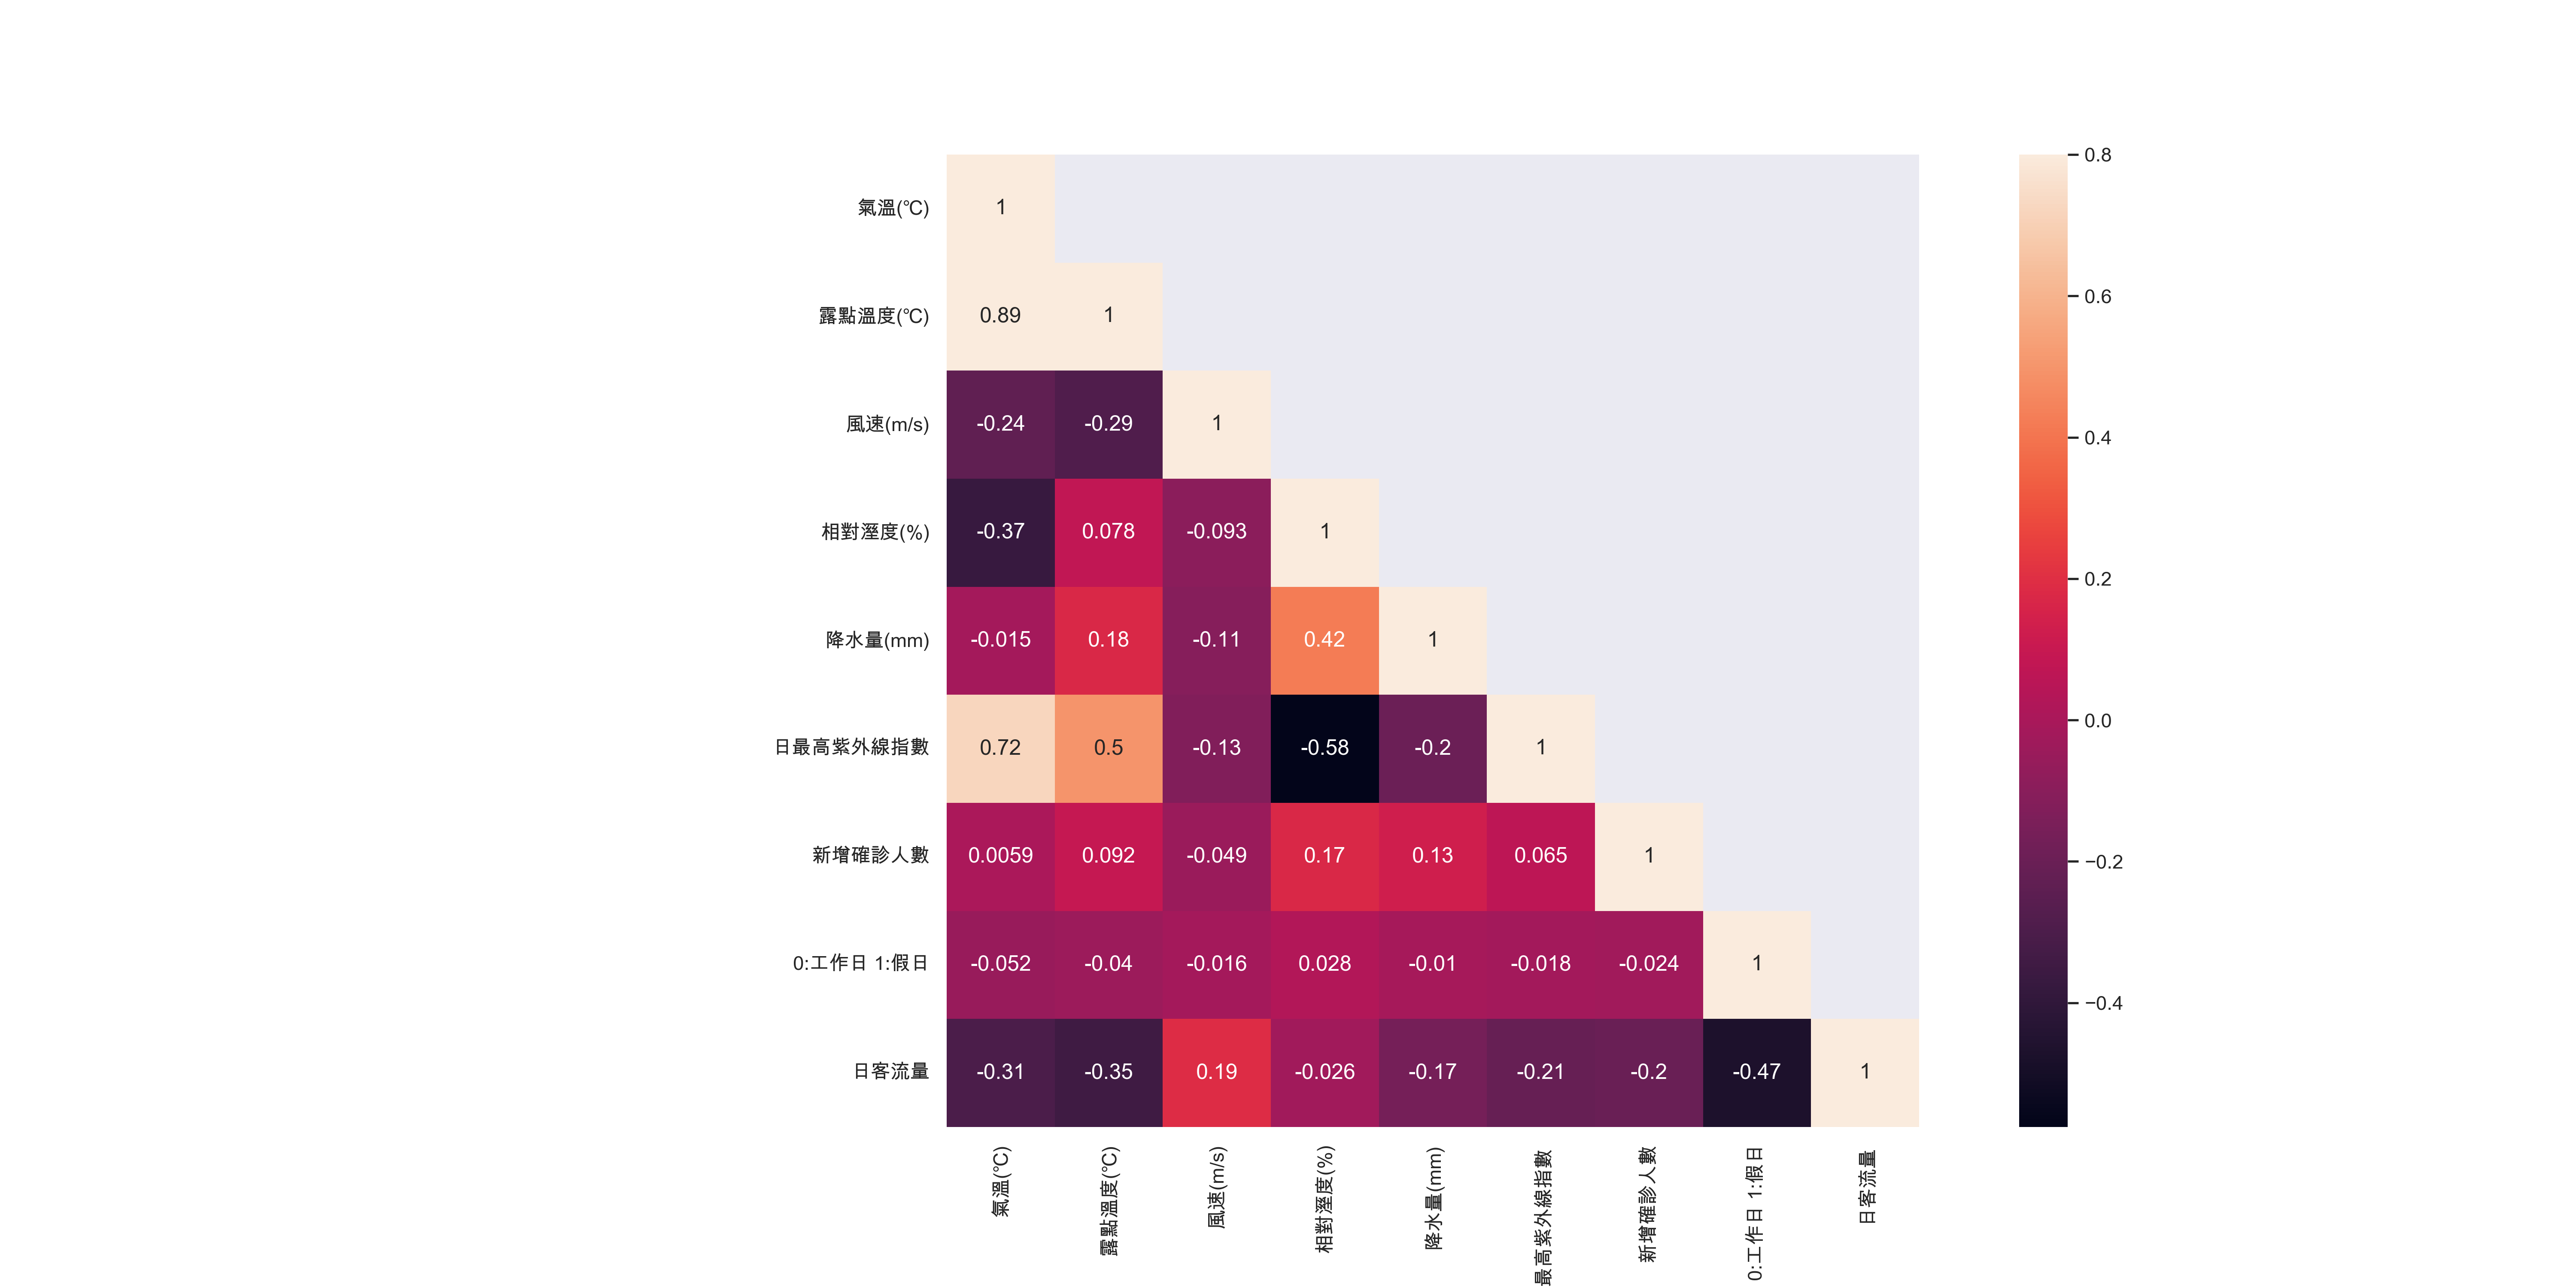 氣溫(℃) 1
露點溫度(℃) 0.89 1
風速(m/s) -0.24 -0.29 1
相對溼度(%) -0.37 0.078 -0.093 1
降水量(mm) -0.015 0.18 -0.11 0.42 1
日最高紫外線指數 0.72 0.5 -0.13 -0.58 -0.2 1
新增確診人數 0.0059 0.092 -0.049 0.17 0.13 0.065 1
0:工作日 1:假日 -0.052 -0.04 -0.016 0.028 -0.01 -0.018 -0.024 1
日客流量 -0.31 -0.35 0.19 -0.026 -0.17 -0.21 -0.2 -0.47 1
氣溫(℃)
露點溫度(℃)
風速(m/s)
相對溼度(%)
降水量(mm)
最高紫外線指數
新增確診人數
0:工作日 1:假日
日客流量
0.8
0.6
0.4
0.2
0.0
−0.2
−0.4